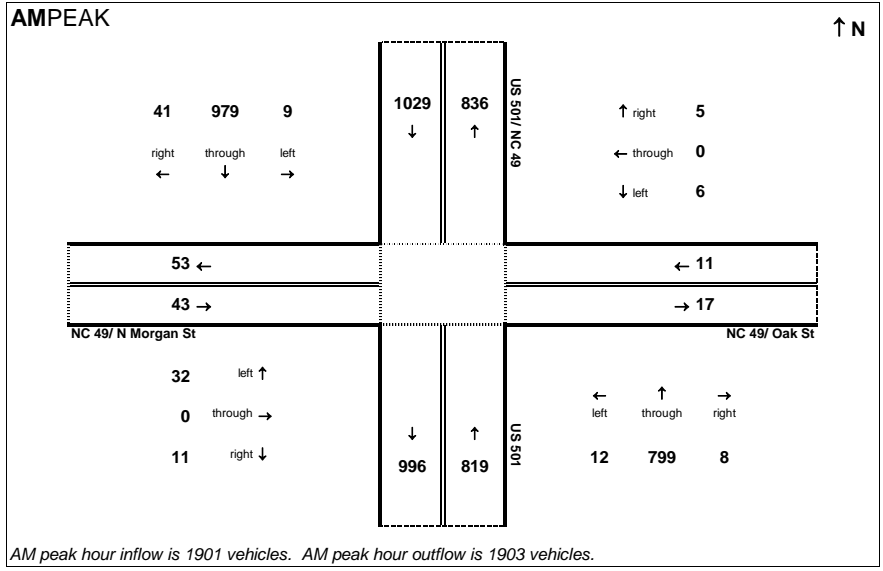 AMPEAK
↑ N
41 979 9
right through left
← ↓ →
1029 836
↓ ↑
US 501/ NC 49
↑ right 5
← through 0
↓ left 6
53 ←
43 →
← 11
→ 17
NC 49/ N Morgan St
NC 49/ Oak St
32 left ↑
0 through →
11 right ↓
↓ ↑
996 819
US 501
← ↑ →
left through right
12 799 8
AM peak hour inflow is 1901 vehicles. AM peak hour outflow is 1903 vehicles.